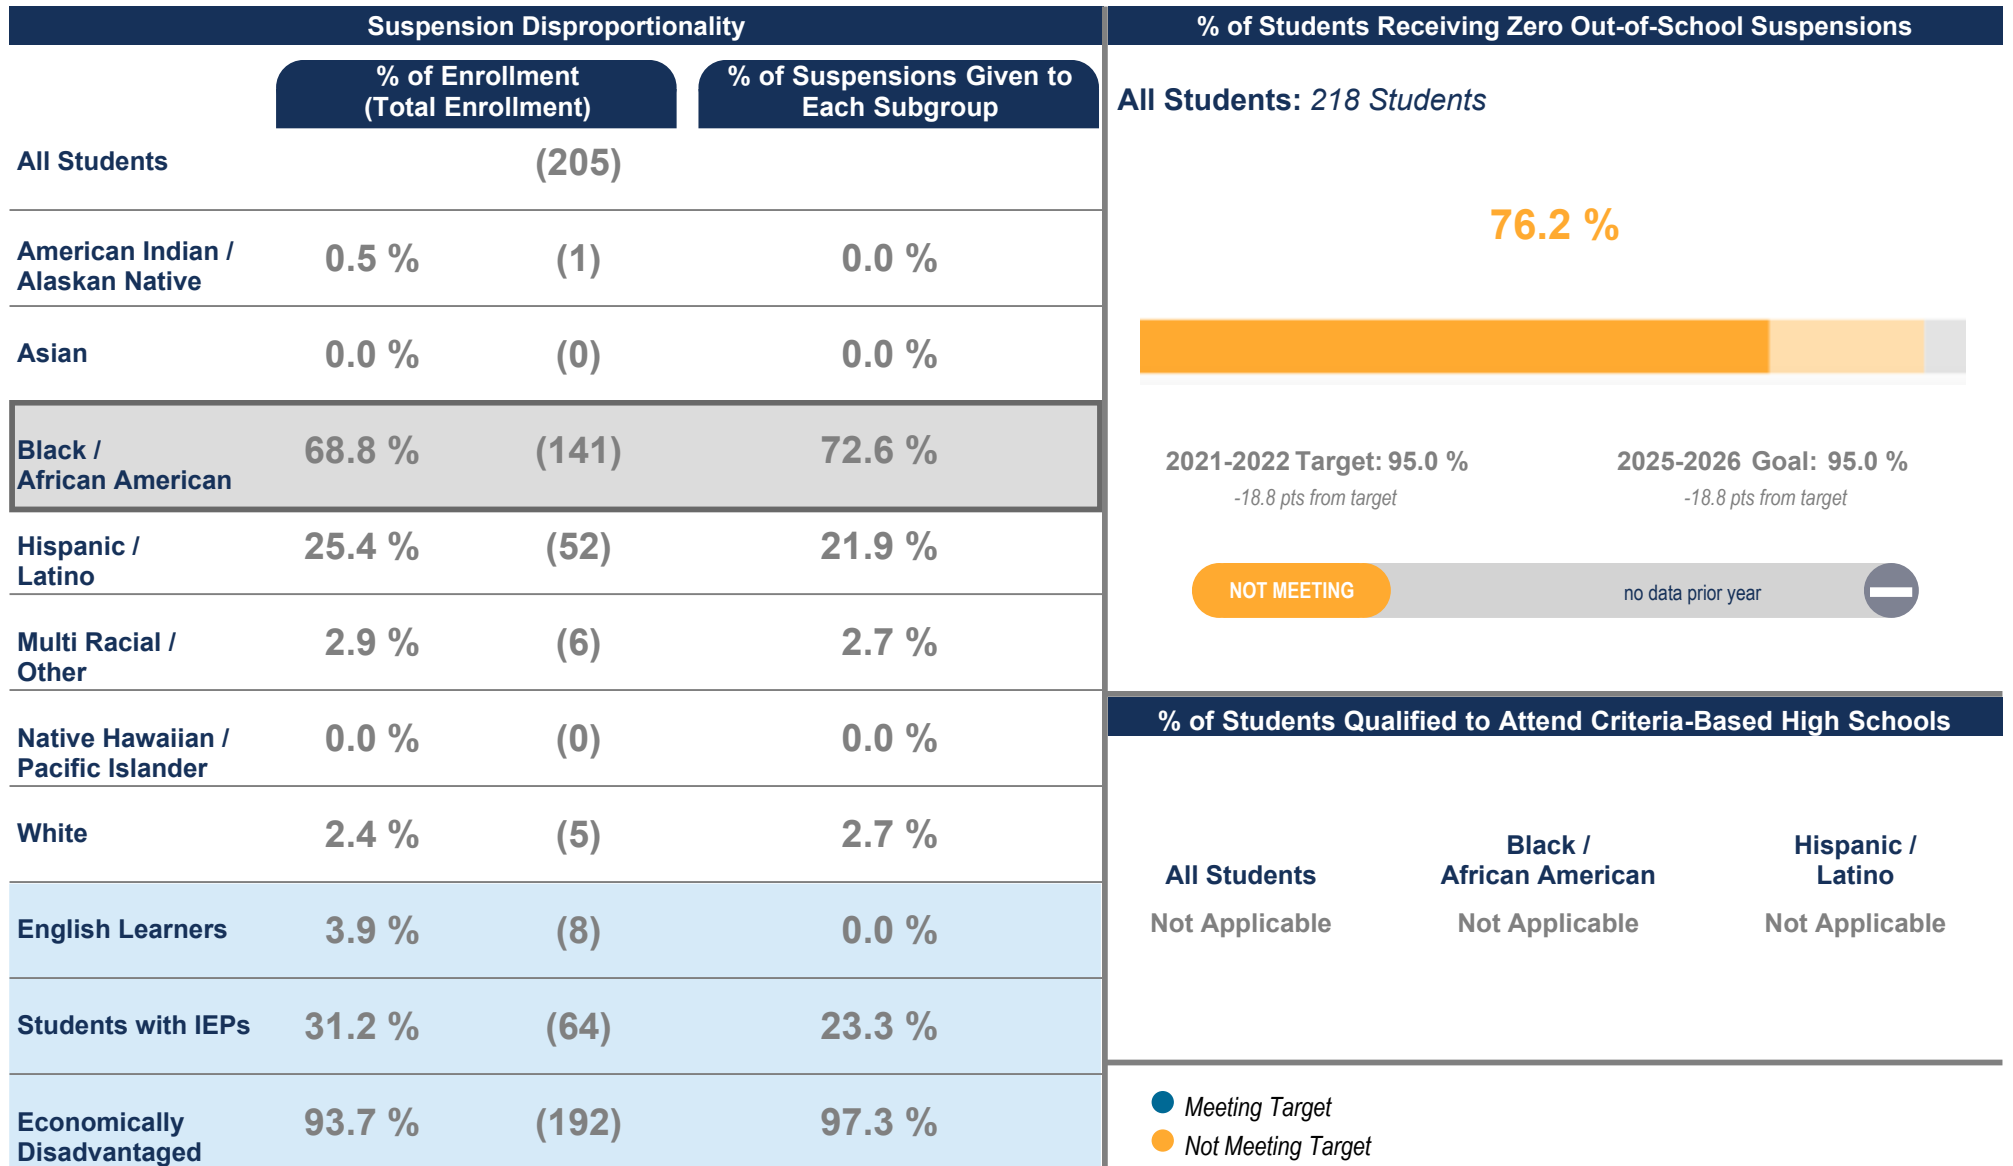 Suspension Disproportionality
% of Enrollment
(Total Enrollment)
% of Suspensions Given to
Each Subgroup
All Students (205)
American Indian /
Alaskan Native
0.5 % (1) 0.0 %
Asian 0.0 % (0) 0.0 %
Black /
African American
68.8 % (141) 72.6 %
Hispanic /
Latino
25.4 % (52) 21.9 %
Multi Racial /
Other
2.9 % (6) 2.7 %
Native Hawaiian /
Pacific Islander
0.0 % (0) 0.0 %
White 2.4 % (5) 2.7 %
English Learners 3.9 % (8) 0.0 %
Students with IEPs 31.2 % (64) 23.3 %
Economically
Disadvantaged
93.7 % (192) 97.3 %
% of Students Receiving Zero Out-of-School Suspensions
All Students: 218 Students
76.2 %
2021-2022 Target: 95.0 %
-18.8 pts from target
2025-2026 Goal: 95.0 %
-18.8 pts from target
NOT MEETING
no data prior year
% of Students Qualified to Attend Criteria-Based High Schools
All Students
Not Applicable
Black /
African American
Not Applicable
Hispanic /
Latino
Not Applicable
Meeting Target
Not Meeting Target